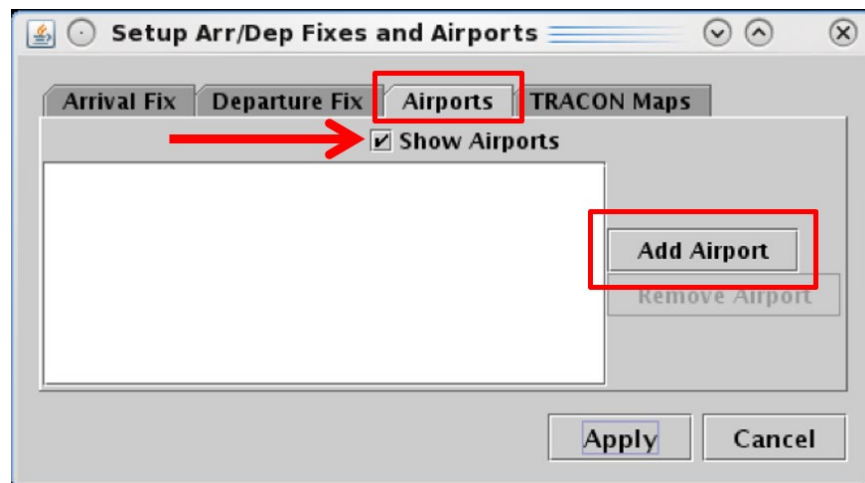 Setup Arr/Dep Fixes and Airports
Arrival Fix Departure Fix Airports TRACON Maps
Show Airports
Add Airport
Remove Airport
Apply Cancel